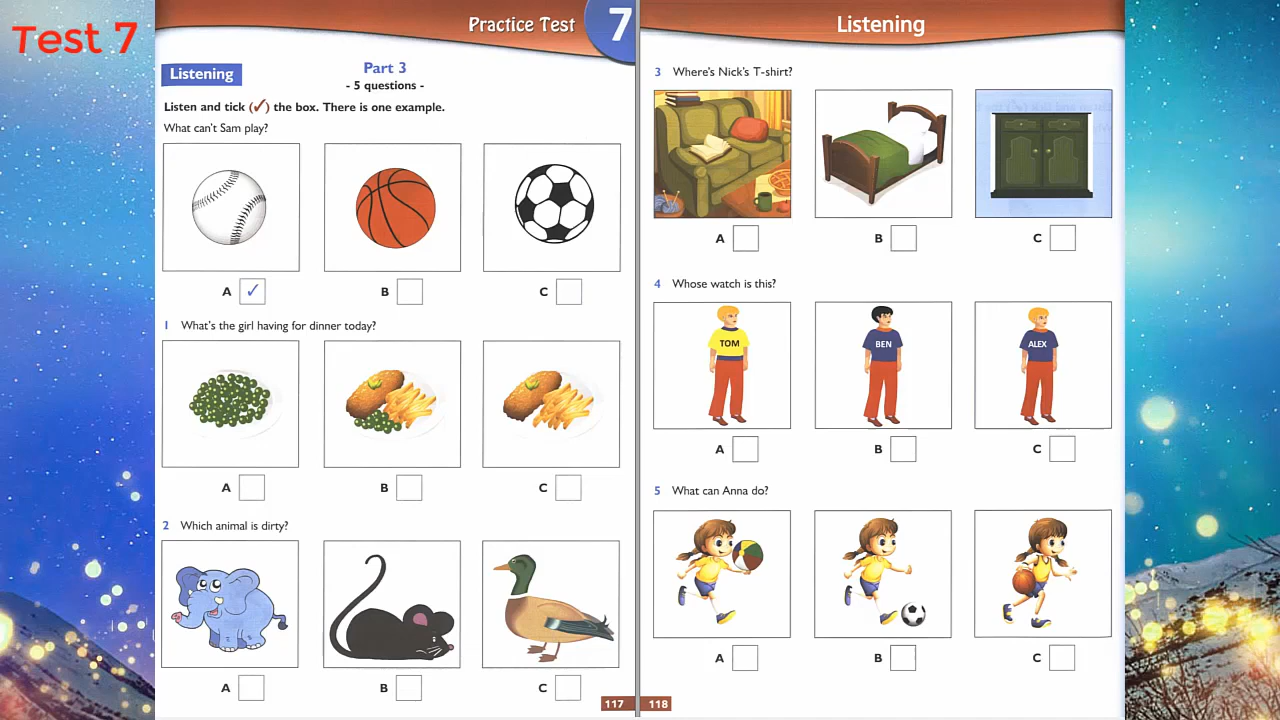 Test 7
Practice Test 7
Listening
Part 3
- 5 questions -
Listen and tick (✓) the box. There is one example.
What can't Sam play?
A ✓ B C
1 What's the girl having for dinner today?
A B C
2 Which animal is dirty?
A B C
117
Listening
3 Where's Nick's T-shirt?
A B C
4 Whose watch is this?
TOM BEN ALEX
A B C
5 What can Anna do?
A B C
118